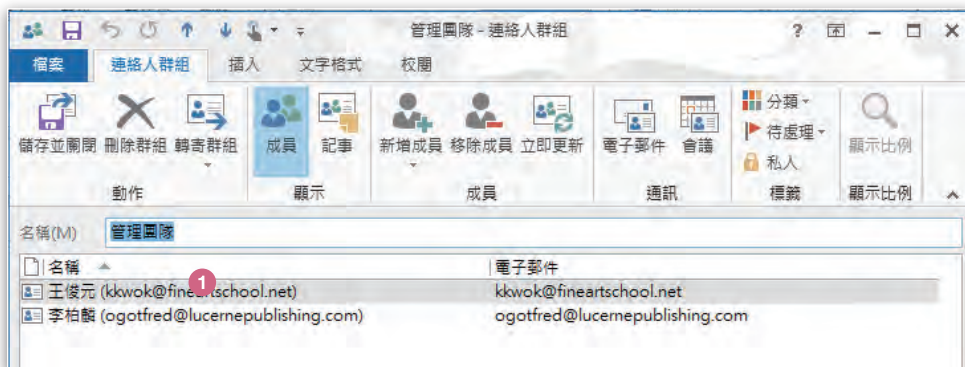 管理團隊 - 連絡人群組
檔案 連絡人群組 插入 文字格式 校閱
儲存並關閉 刪除群組 轉寄群組 成員 記事 新增成員 移除成員 立即更新 電子郵件 會議 分類 待處理 私人 顯示比例
動作 顯示 成員 通訊 標籤 顯示比例
名稱(M) 管理團隊
名稱 電子郵件
1
王俊元 (kkwok@fineartschool.net) kkwok@fineartschool.net
李柏麟 (ogotfred@lucernepublishing.com) ogotfred@lucernepublishing.com